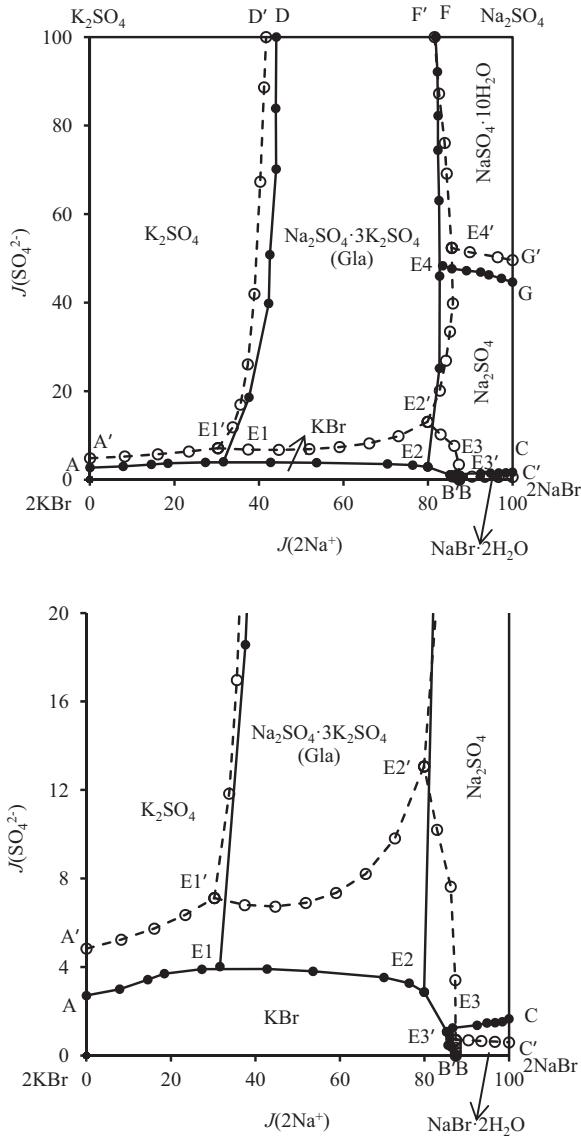 K₂SO₄ D′ D F′ F Na₂SO₄
100
80
60
40
20
0
J(SO₄²⁻)
K₂SO₄
Na₂SO₄·3K₂SO₄
(Gla)
NaSO₄·10H₂O
E4′
E4
G′
G
Na₂SO₄
A′
A
E1′
E1
KBr
E2′
E2
E3
E3′
C
C′
2KBr
B′B
2NaBr
0 20 40 60 80 100
J(2Na⁺)
NaBr·2H₂O
20
16
12
8
4
0
J(SO₄²⁻)
Na₂SO₄·3K₂SO₄
(Gla)
K₂SO₄
Na₂SO₄
E2′
E1′
A′
A
E1
E2
E3
KBr
E3′
C
C′
2KBr
B′B
2NaBr
0 20 40 60 80 100
J(2Na⁺)
NaBr·2H₂O